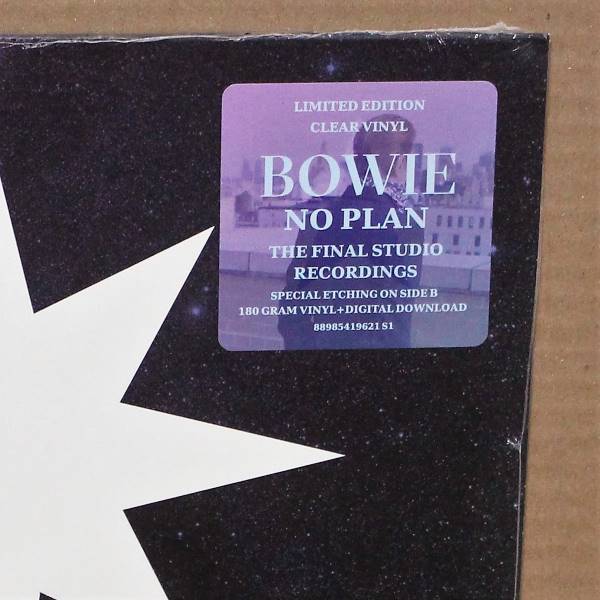 LIMITED EDITION
CLEAR VINYL
BOWIE
NO PLAN
THE FINAL STUDIO
RECORDINGS
SPECIAL ETCHING ON SIDE B
180 GRAM VINYL+DIGITAL DOWNLOAD
88985419621 S1